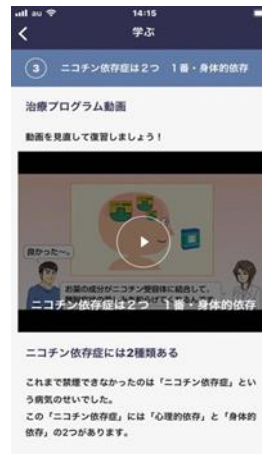 au 14:15
学ぶ
3 ニコチン依存症は2つ 1番・身体的依存
治療プログラム動画
動画を見直して復習しましょう！
良かった〜。
お薬の成分がニコチン受容体に結合して、
ニコチン依存症は2つ 1番・身体的依存
ニコチン依存症には2種類ある
これまで禁煙できなかったのは「ニコチン依存症」とい
う病気のせいでした。
この「ニコチン依存症」には「心理的依存」と「身体的
依存」の2つがあります。